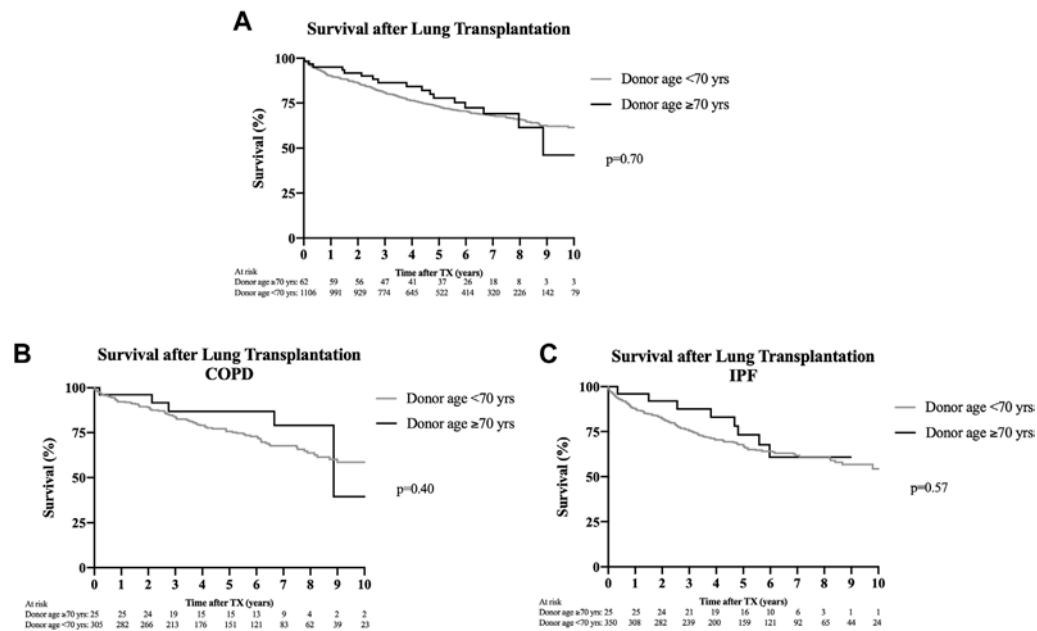 A
Survival after Lung Transplantation
Survival (%)
100
75
50
25
0
Donor age <70 yrs
Donor age ≥70 yrs
p=0.70
0 1 2 3 4 5 6 7 8 9 10
Time after TX (years)
At risk
Donor age ≥70 yrs: 62 59 56 47 41 37 26 18 8 3 3
Donor age <70 yrs: 1106 991 929 774 645 522 414 320 226 142 79
B
Survival after Lung Transplantation
COPD
Survival (%)
100
75
50
25
0
Donor age <70 yrs
Donor age ≥70 yrs
p=0.40
0 1 2 3 4 5 6 7 8 9 10
Time after TX (years)
At risk
Donor age ≥70 yrs: 25 25 24 19 15 15 13 9 4 2 2
Donor age <70 yrs: 305 282 266 213 176 151 121 83 62 39 23
C
Survival after Lung Transplantation
IPF
Survival (%)
100
75
50
25
0
Donor age <70 yrs
Donor age ≥70 yrs
p=0.57
0 1 2 3 4 5 6 7 8 9 10
Time after TX (years)
At risk
Donor age ≥70 yrs: 25 25 24 21 19 16 10 6 3 1 1
Donor age <70 yrs: 350 308 282 239 200 159 121 92 65 44 24